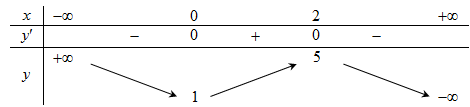 x −∞ 0 2 +∞
y' − 0 + 0 −
+∞ 5
y
1 −∞